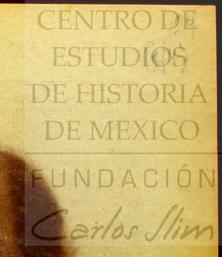 CENTRO DE
ESTUDIOS
DE HISTORIA
DE MEXICO
FUNDACIÓN
Carlos Slim